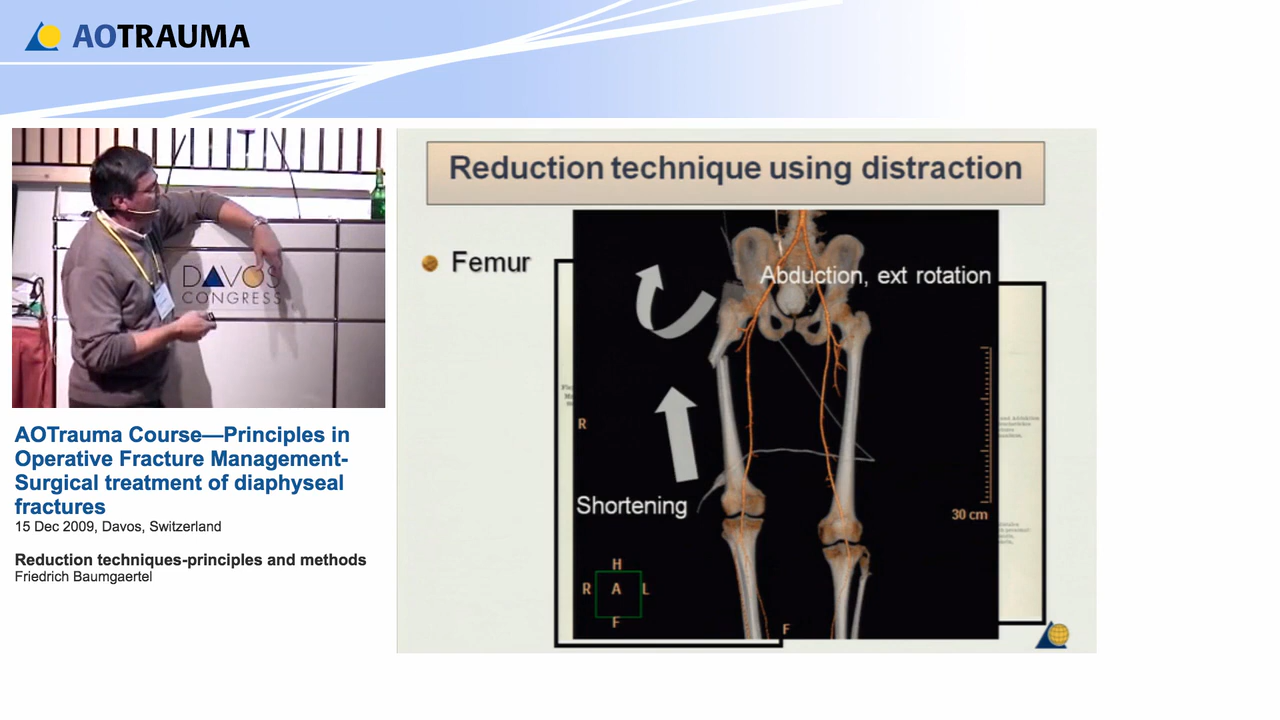 AOTRAUMA
DAVOS
CONGRESS
AOTrauma Course—Principles in
Operative Fracture Management-
Surgical treatment of diaphyseal
fractures
15 Dec 2009, Davos, Switzerland
Reduction techniques-principles and methods
Friedrich Baumgaertel
Reduction technique using distraction
Femur
Abduction, ext rotation
R
Shortening
30 cm
H
R A L
F
F